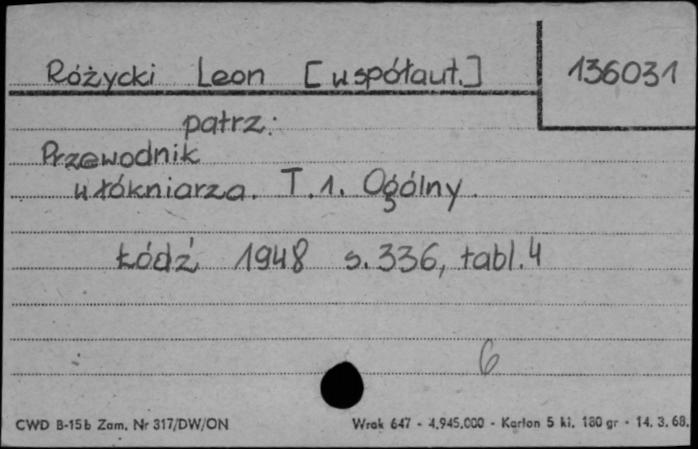 Różycki Leon [współaut.]
136031
patrz:
Przewodnik
włókniarza. T.1. Ogólny.
Łódź 1948 s.336, tabl.4
6
CWD B-15b Zam. Nr 317/DW/ON
Wrak 647 - 4.945.000 - Karton 5 kl. 180 gr - 14. 3. 68.